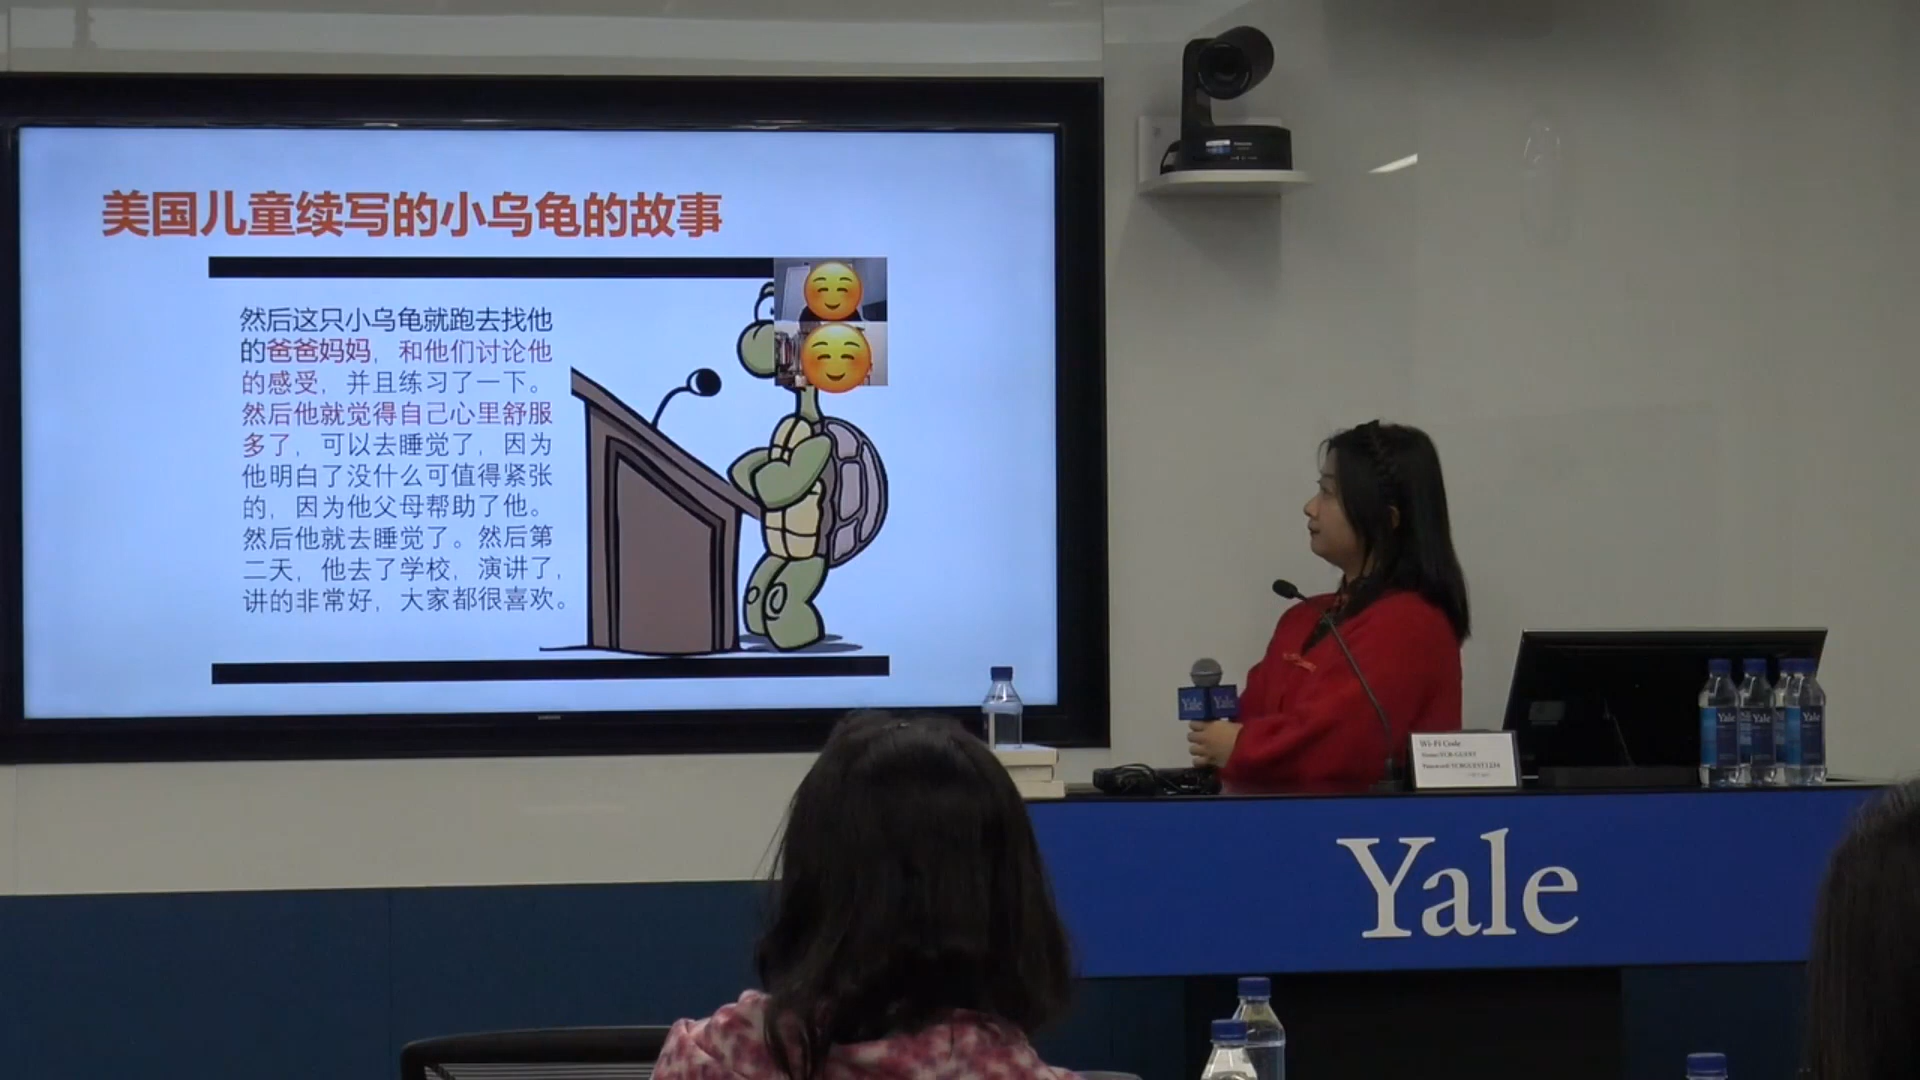 美国儿童续写的小乌龟的故事
然后这只小乌龟就跑去找他
的爸爸妈妈，和他们讨论他
的感受，并且练习了一下。
然后他就觉得自己心里舒服
多了，可以去睡觉了，因为
他明白了没什么可值得紧张
的，因为他父母帮助了他。
然后他就去睡觉了。然后第
二天，他去了学校，演讲了，
讲的非常好，大家都很喜欢。
SAMSUNG
Yale Yale
Wi-Fi Code
Yale
Yale
Yale
Yale